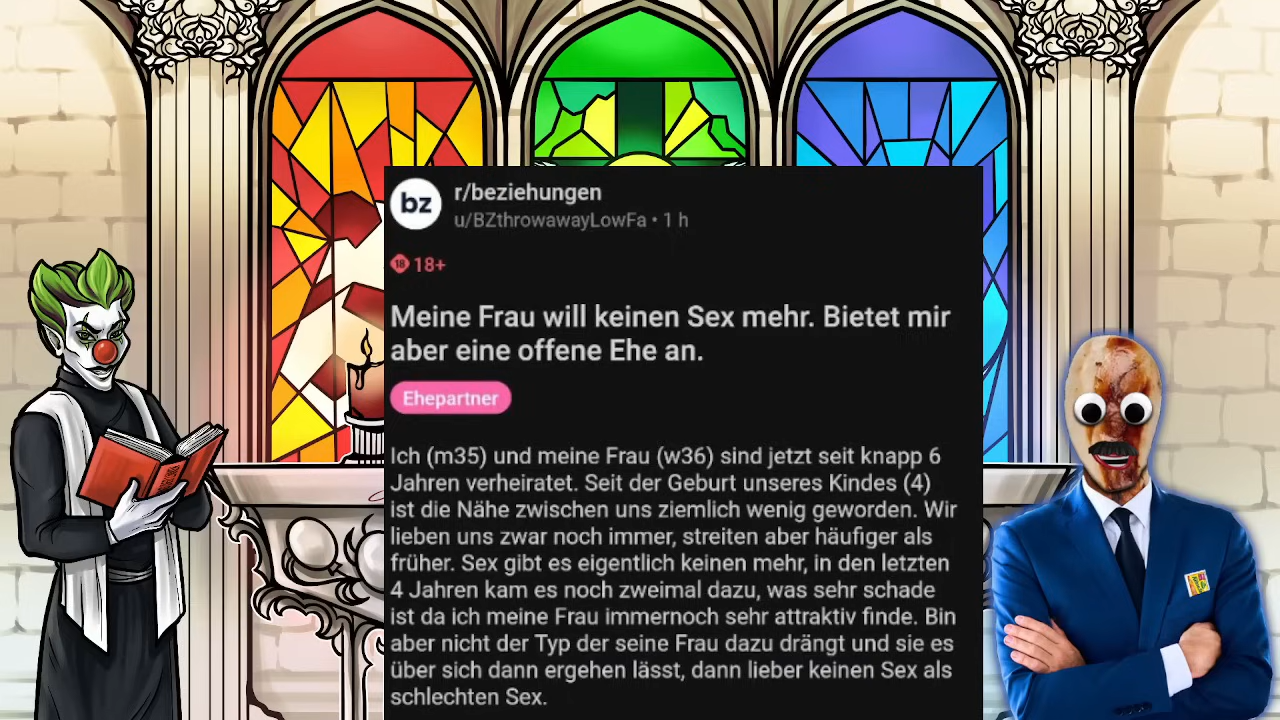 bz
r/beziehungen
u/BZthrowawayLowFa • 1 h
18 18+
Meine Frau will keinen Sex mehr. Bietet mir
aber eine offene Ehe an.
Ehepartner
Ich (m35) und meine Frau (w36) sind jetzt seit knapp 6
Jahren verheiratet. Seit der Geburt unseres Kindes (4)
ist die Nähe zwischen uns ziemlich wenig geworden. Wir
lieben uns zwar noch immer, streiten aber häufiger als
früher. Sex gibt es eigentlich keinen mehr, in den letzten
4 Jahren kam es noch zweimal dazu, was sehr schade
ist da ich meine Frau immernoch sehr attraktiv finde. Bin
aber nicht der Typ der seine Frau dazu drängt und sie es
über sich dann ergehen lässt, dann lieber keinen Sex als
schlechten Sex.